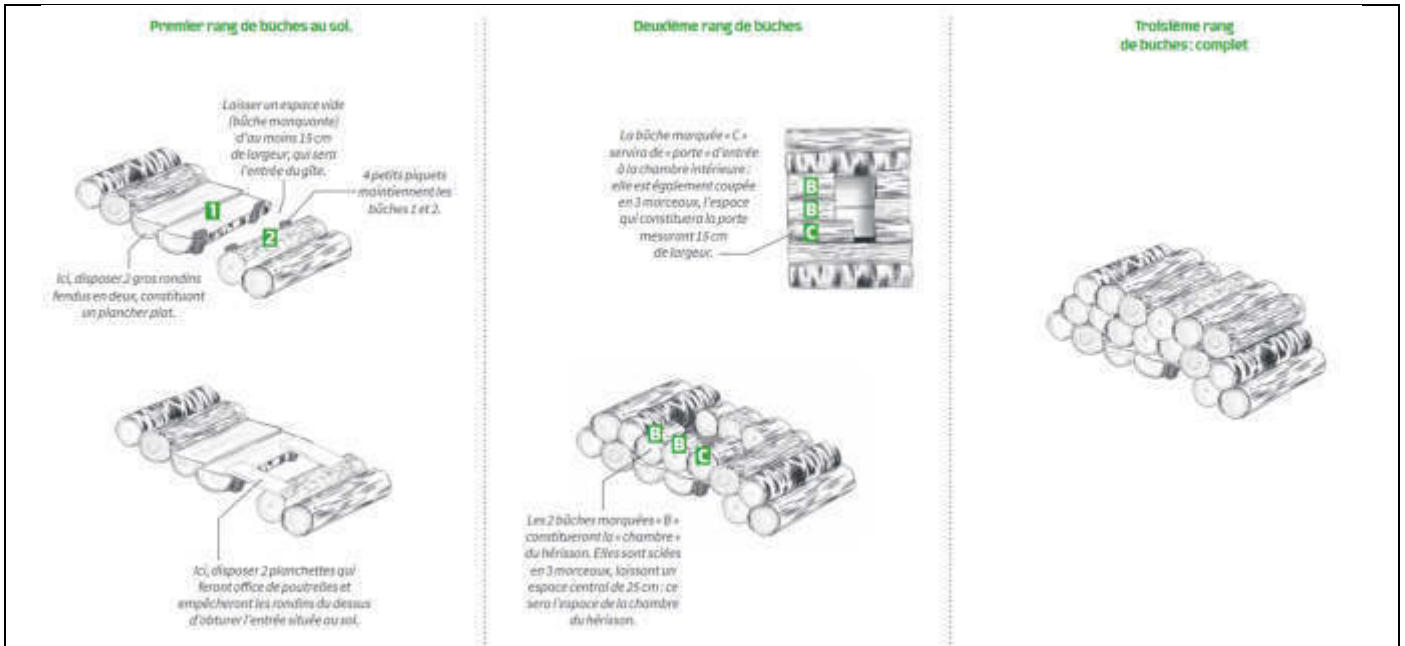 Premier rang de bûches au sol.
Laisser un espace vide
(bûche manquante)
d'au moins 15 cm
de largeur, qui sera
l'entrée du gîte.
4 petits piquets
maintiennent les
bûches 1 et 2.
1
2
Ici, disposer 2 gros rondins
fendus en deux, constituant
un plancher plat.
Ici, disposer 2 planchettes qui
feront office de poutrelles et
empêcheront les rondins du dessus
d'obturer l'entrée située au sol.
Deuxième rang de bûches
La bûche marquée « C »
servira de « porte » d'entrée
à la chambre intérieure :
elle est également coupée
en 3 morceaux, l'espace
qui constituera la porte
mesurant 15 cm
de largeur.
B
B
C
B
B
C
Les 2 bûches marquées « B »
constitueront la « chambre »
du hérisson. Elles sont sciées
en 3 morceaux, laissant un
espace central de 25 cm : ce
sera l'espace de la chambre
du hérisson.
Troisième rang
de buches : complet